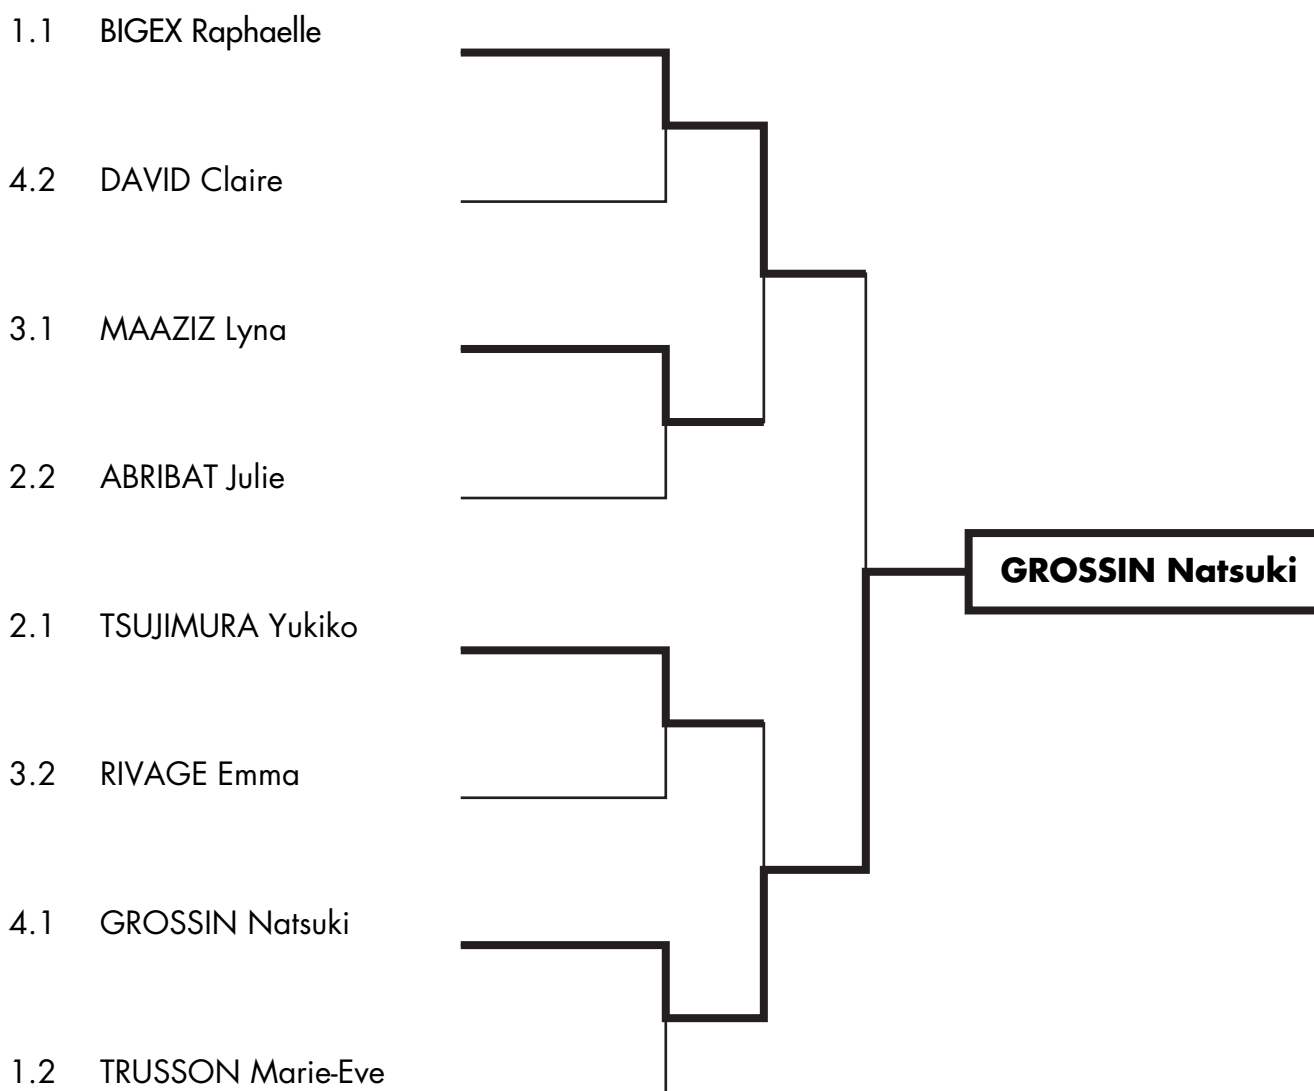 1.1 BIGEX Raphaelle
4.2 DAVID Claire
3.1 MAAZIZ Lyna
2.2 ABRIBAT Julie
GROSSIN Natsuki
2.1 TSUJIMURA Yukiko
3.2 RIVAGE Emma
4.1 GROSSIN Natsuki
1.2 TRUSSON Marie-Eve